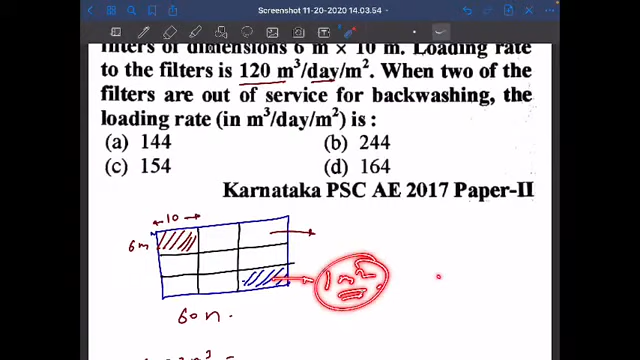 Screenshot 11-20-2020 14.03.54
filters of dimensions 6 m × 10 m. Loading rate
to the filters is 120 m³/day/m². When two of the
filters are out of service for backwashing, the
loading rate (in m³/day/m²) is :
(a) 144 (b) 244
(c) 154 (d) 164
Karnataka PSC AE 2017 Paper-II
10
6m
1m²
60 n.